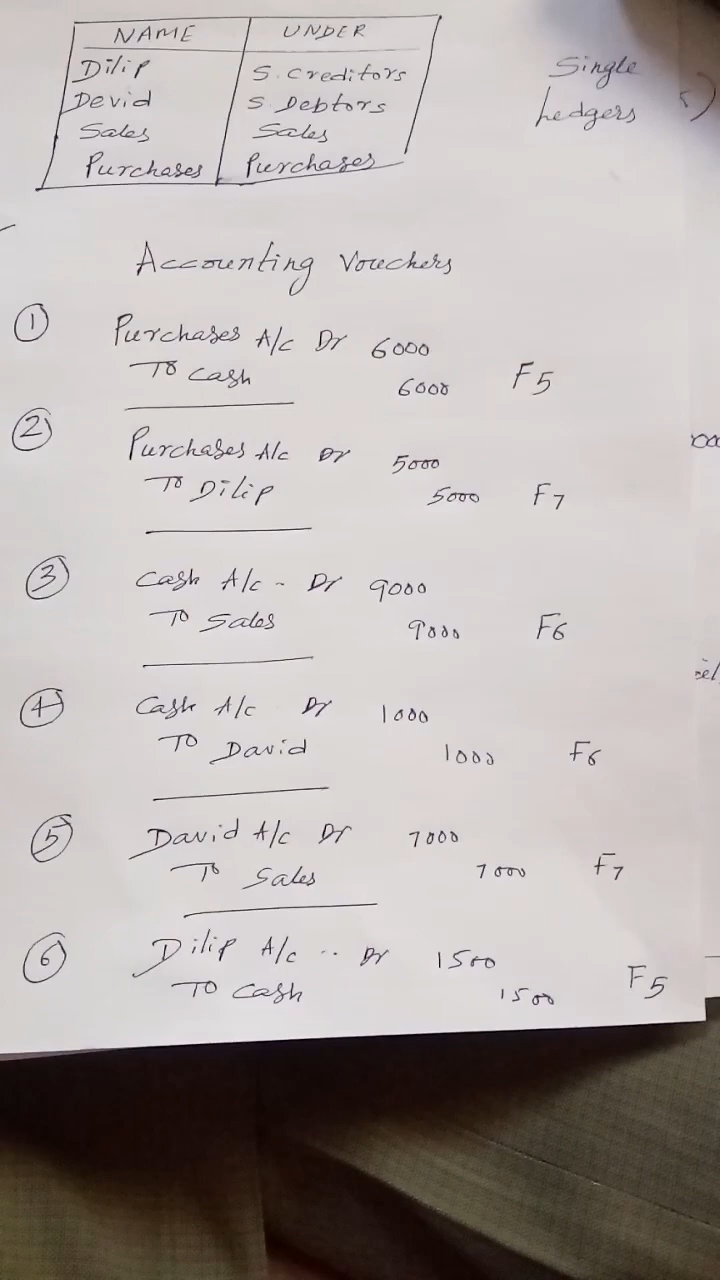 NAME UNDER
Dilip S. Creditors
Devid S. Debtors
Sales Sales
Purchases Purchases
Single
Ledgers
Accounting Vouchers
1 Purchases A/c Dr 6000
To Cash 6000 F5
2 Purchases A/c Dr 5000
To Dilip 5000 F7
3 Cash A/c - Dr 9000
To Sales 9000 F6
4 Cash A/c Dr 1000
To David 1000 F6
5 David A/c Dr 7000
To Sales 7000 F7
6 Dilip A/c .. Dr 1500
To Cash 1500 F5